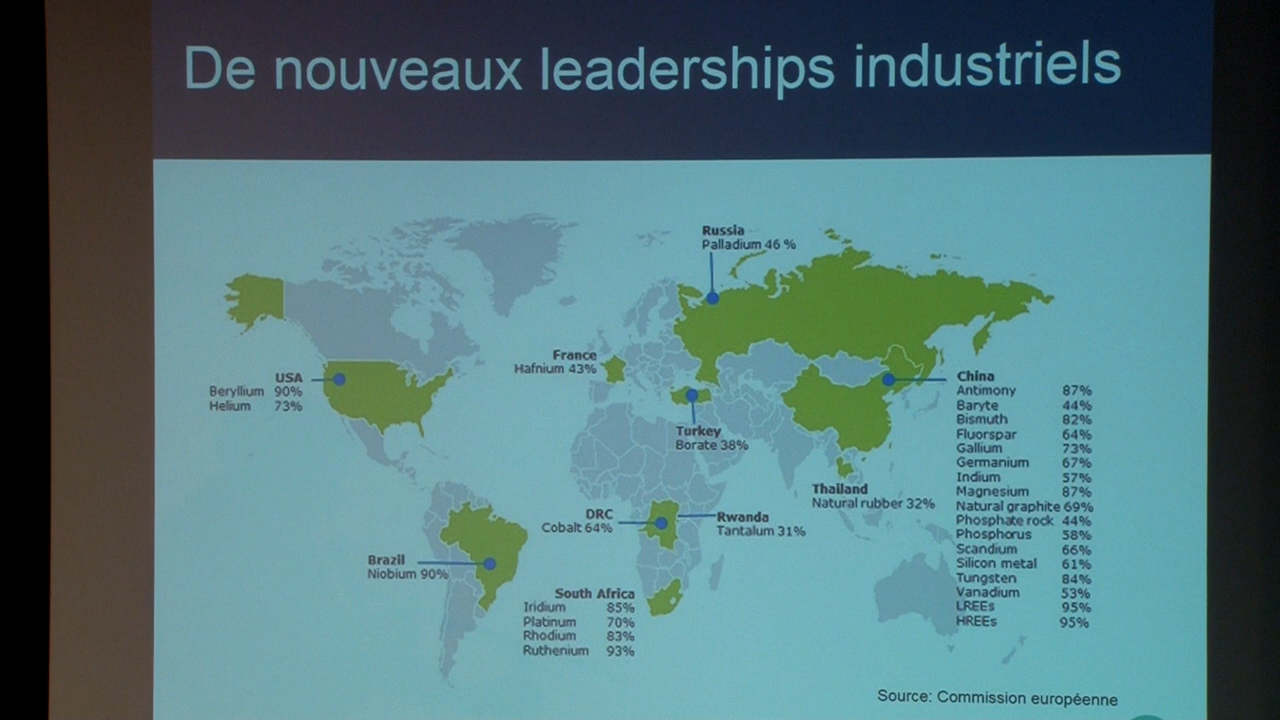 De nouveaux leaderships industriels
Russia
Palladium 46 %
France
Hafnium 43%
USA
Beryllium 90%
Helium 73%
Turkey
Borate 38%
China
Antimony 87%
Baryte 44%
Bismuth 82%
Fluorspar 64%
Gallium 73%
Germanium 67%
Indium 57%
Magnesium 87%
Natural graphite 69%
Phosphate rock 44%
Phosphorus 58%
Scandium 66%
Silicon metal 61%
Tungsten 84%
Vanadium 53%
LREEs 95%
HREEs 95%
Thailand
Natural rubber 32%
DRC
Cobalt 64%
Rwanda
Tantalum 31%
Brazil
Niobium 90%
South Africa
Iridium 85%
Platinum 70%
Rhodium 83%
Ruthenium 93%
Source: Commission européenne